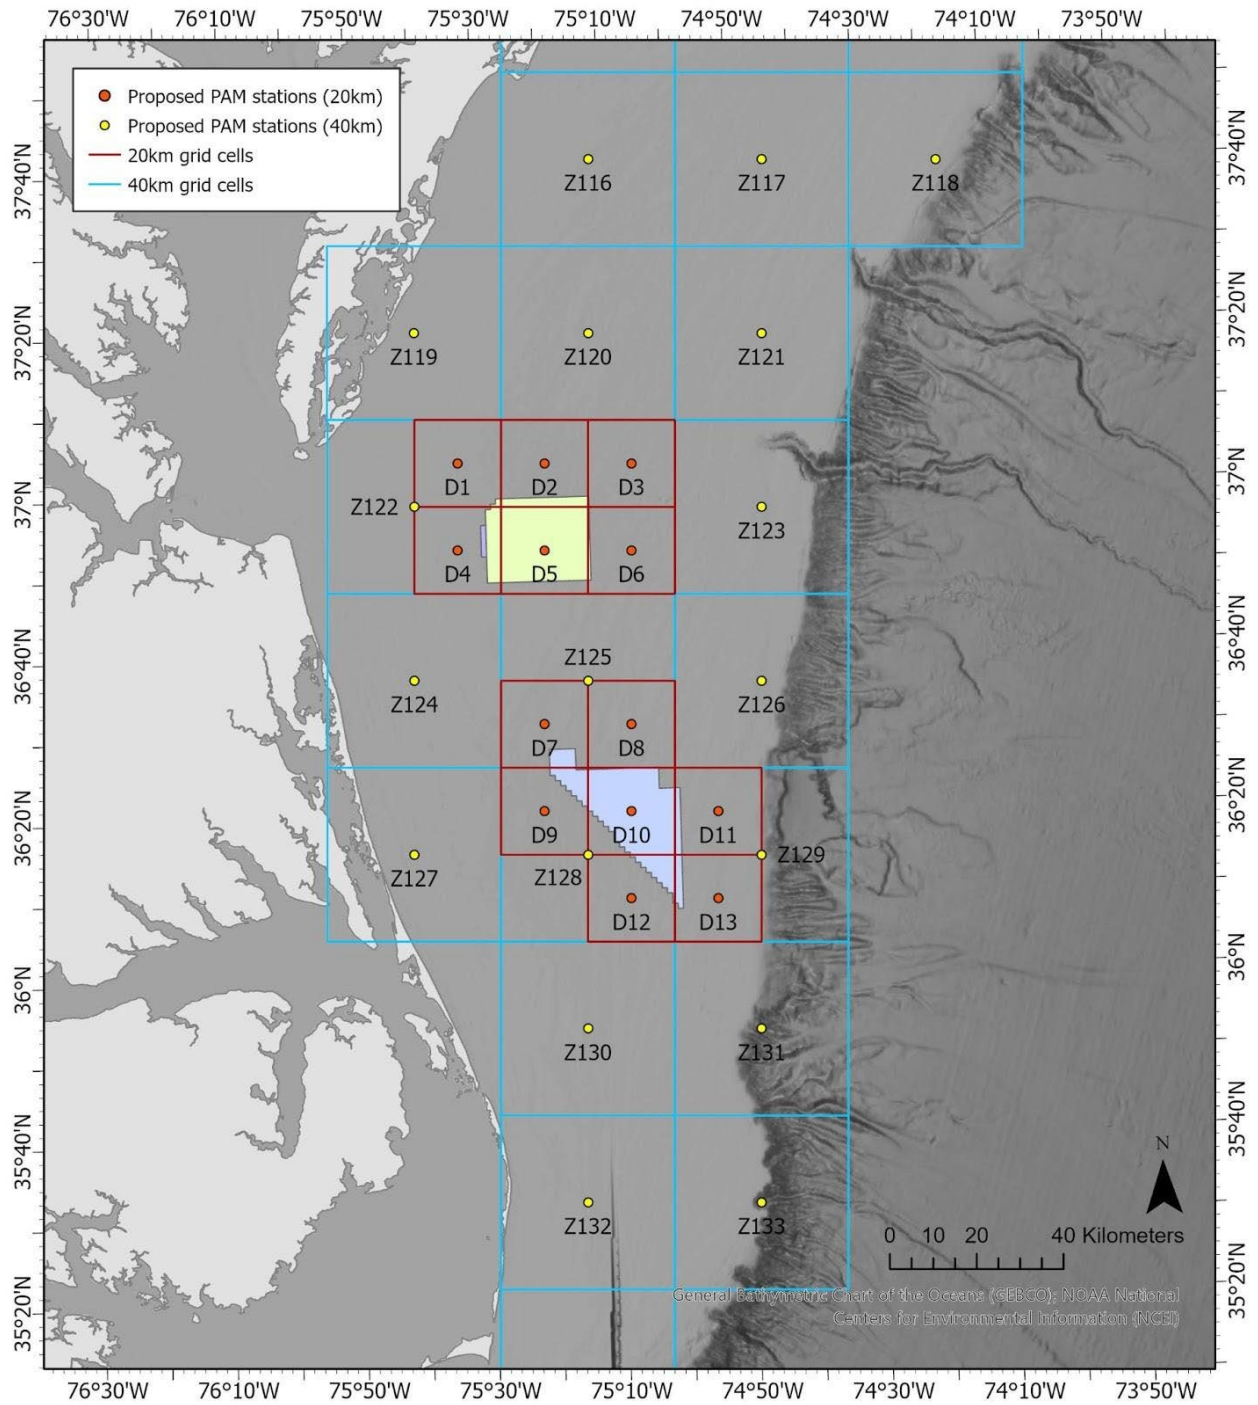 76°30'W 76°10'W 75°50'W 75°30'W 75°10'W 74°50'W 74°30'W 74°10'W 73°50'W
Proposed PAM stations (20km)
Proposed PAM stations (40km)
20km grid cells
40km grid cells
37°40'N
37°40'N
Z116 Z117 Z118
37°20'N
37°20'N
Z119 Z120 Z121
37°N
37°N
D1 D2 D3
Z122 Z123
D4 D5 D6
36°40'N
36°40'N
Z125
Z124 Z126
D7 D8
36°20'N
36°20'N
D9 D10 D11
Z127 Z128 Z129
D12 D13
36°N
36°N
Z130 Z131
35°40'N
35°40'N
N
Z132 Z133
0 10 20 40 Kilometers
35°20'N
35°20'N
General Bathymetric Chart of the Oceans (GEBCO); NOAA National
Centers for Environmental Information (NCEI)
76°30'W 76°10'W 75°50'W 75°30'W 75°10'W 74°50'W 74°30'W 74°10'W 73°50'W